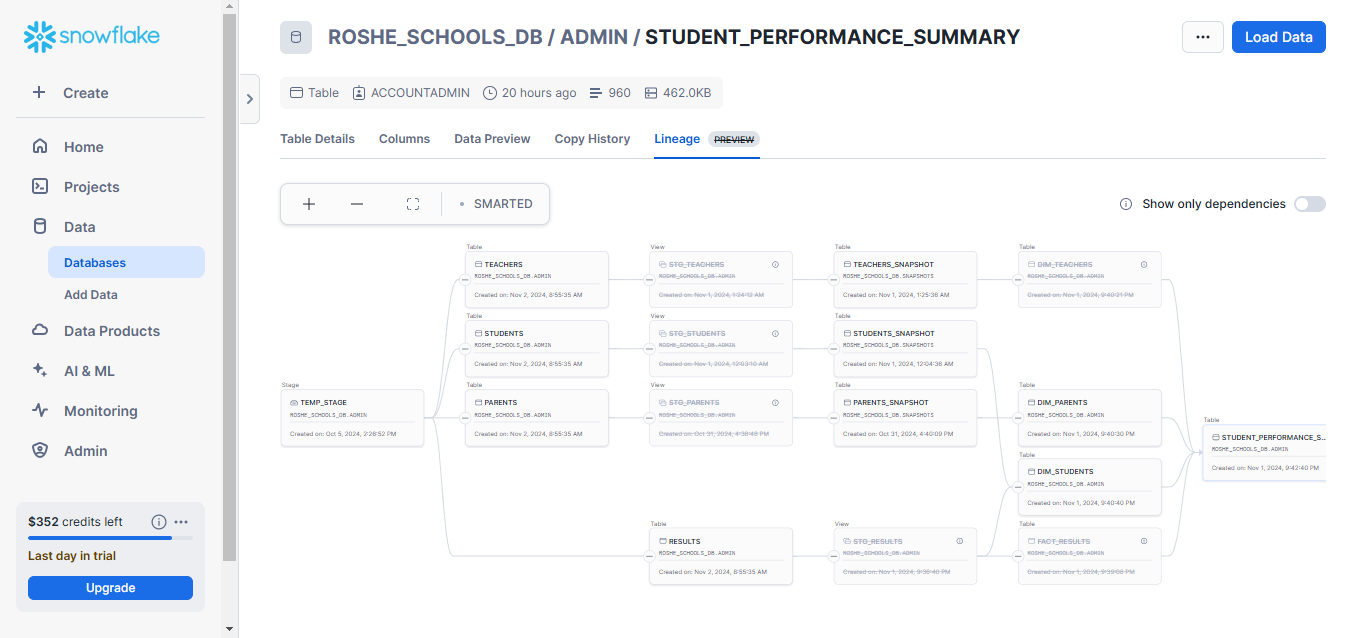 snowflake
Create
Home
Projects
Data
Databases
Add Data
Data Products
AI & ML
Monitoring
Admin
$352 credits left
Last day in trial
Upgrade
ROSHE_SCHOOLS_DB / ADMIN / STUDENT_PERFORMANCE_SUMMARY
Load Data
Table ACCOUNTADMIN 20 hours ago 960 462.0KB
Table Details Columns Data Preview Copy History Lineage PREVIEW
SMARTED
Show only dependencies
Stage
TEMP_STAGE
ROSHE_SCHOOLS_DB.ADMIN
Created on: Oct 5, 2024, 2:26:52 PM
Table
TEACHERS
ROSHE_SCHOOLS_DB.ADMIN
Created on: Nov 2, 2024, 8:55:35 AM
Table
STUDENTS
ROSHE_SCHOOLS_DB.ADMIN
Created on: Nov 2, 2024, 8:55:35 AM
Table
PARENTS
ROSHE_SCHOOLS_DB.ADMIN
Created on: Nov 2, 2024, 8:55:35 AM
View
STG_TEACHERS
ROSHE_SCHOOLS_DB.ADMIN
Created on: Nov 1, 2024, 1:24:12 AM
View
STG_STUDENTS
ROSHE_SCHOOLS_DB.ADMIN
Created on: Nov 1, 2024, 12:03:10 AM
View
STG_PARENTS
ROSHE_SCHOOLS_DB.ADMIN
Created on: Oct 31, 2024, 4:38:48 PM
Table
RESULTS
ROSHE_SCHOOLS_DB.ADMIN
Created on: Nov 2, 2024, 8:55:35 AM
Table
TEACHERS_SNAPSHOT
ROSHE_SCHOOLS_DB.SNAPSHOTS
Created on: Nov 1, 2024, 1:25:36 AM
Table
STUDENTS_SNAPSHOT
ROSHE_SCHOOLS_DB.SNAPSHOTS
Created on: Nov 1, 2024, 12:04:36 AM
Table
PARENTS_SNAPSHOT
ROSHE_SCHOOLS_DB.SNAPSHOTS
Created on: Oct 31, 2024, 4:40:09 PM
View
STG_RESULTS
ROSHE_SCHOOLS_DB.ADMIN
Created on: Nov 1, 2024, 9:36:40 PM
Table
DIM_TEACHERS
ROSHE_SCHOOLS_DB.ADMIN
Created on: Nov 1, 2024, 9:40:21 PM
Table
DIM_PARENTS
ROSHE_SCHOOLS_DB.ADMIN
Created on: Nov 1, 2024, 9:40:30 PM
Table
DIM_STUDENTS
ROSHE_SCHOOLS_DB.ADMIN
Created on: Nov 1, 2024, 9:40:40 PM
Table
FACT_RESULTS
ROSHE_SCHOOLS_DB.ADMIN
Created on: Nov 1, 2024, 9:39:08 PM
Table
STUDENT_PERFORMANCE_S...
ROSHE_SCHOOLS_DB.ADMIN
Created on: Nov 1, 2024, 9:42:40 PM